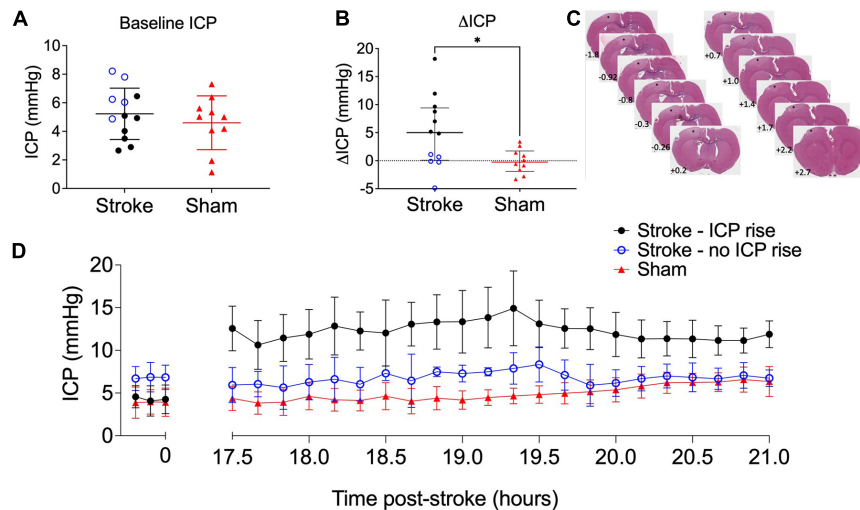 A
Baseline ICP
ICP (mmHg)
10
8
6
4
2
0
Stroke
Sham
B
ΔICP
*
ΔICP (mmHg)
20
15
10
5
0
-5
Stroke
Sham
C
-1.8
-0.92
-0.8
-0.3
-0.26
+0.2
+0.7
+1.0
+1.4
+1.7
+2.2
+2.7
Stroke - ICP rise
Stroke - no ICP rise
Sham
D
ICP (mmHg)
20
15
10
5
0
0
17.5
18.0
18.5
19.0
19.5
20.0
20.5
21.0
Time post-stroke (hours)